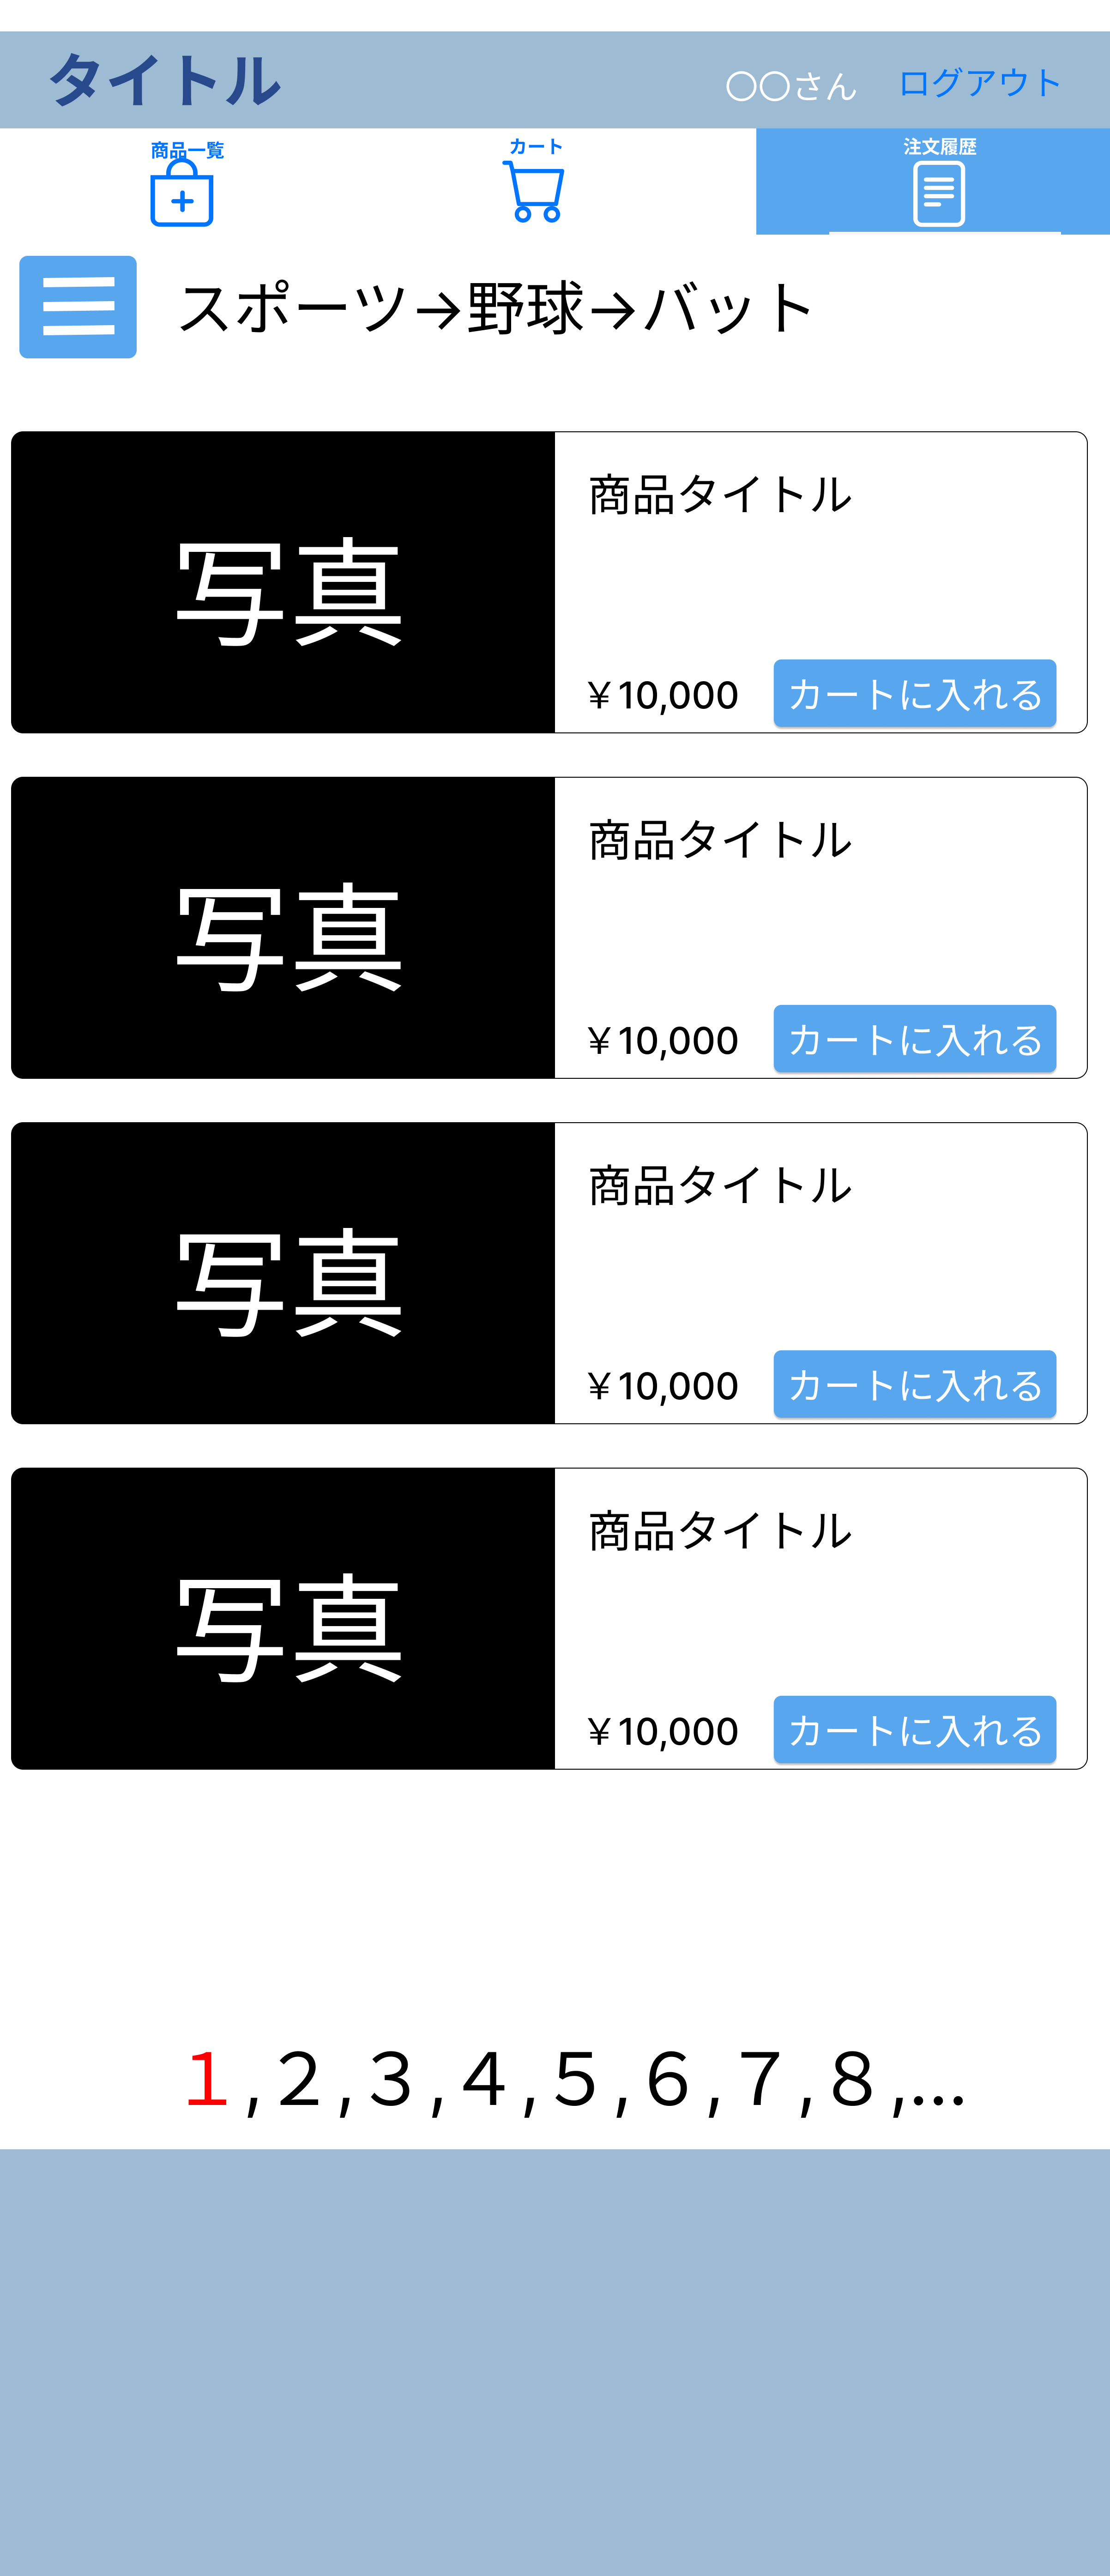 タイトル
〇〇さん ログアウト
商品一覧 カート 注文履歴
スポーツ→野球→バット
写真
商品タイトル
￥10,000 カートに入れる
写真
商品タイトル
￥10,000 カートに入れる
写真
商品タイトル
￥10,000 カートに入れる
写真
商品タイトル
￥10,000 カートに入れる
1 , 2 , 3 , 4 , 5 , 6 , 7 , 8 ,...